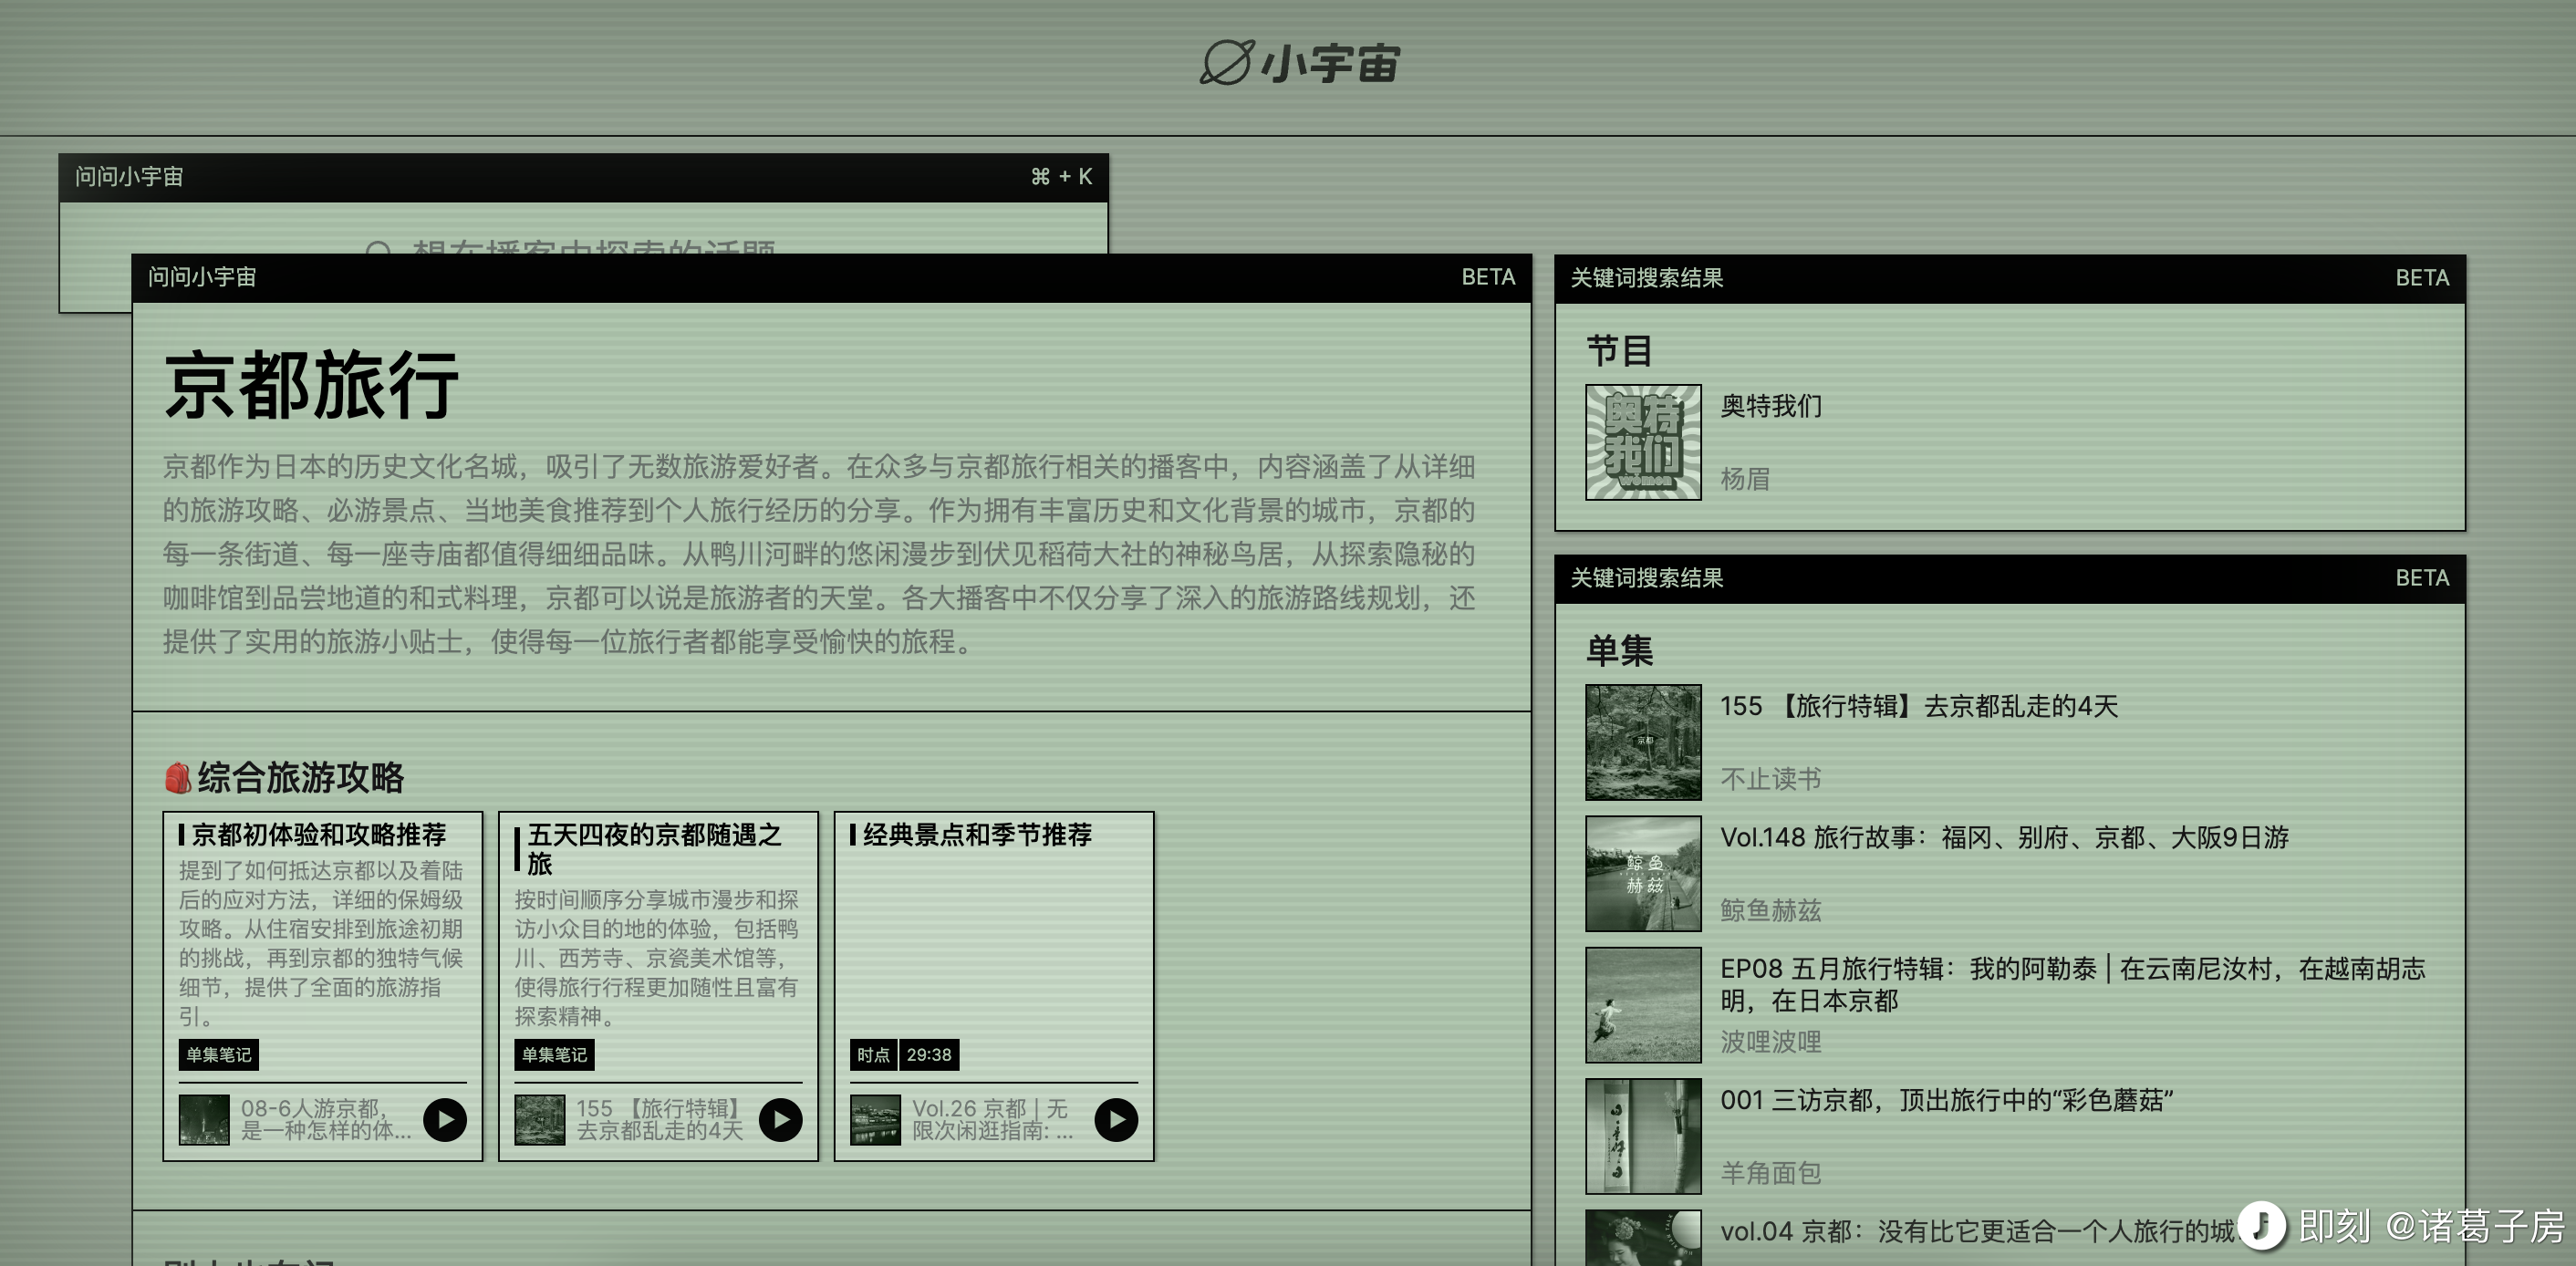 小宇宙
问问小宇宙
⌘ + K
想在播客中探索的话题
问问小宇宙
BETA
京都旅行
京都作为日本的历史文化名城，吸引了无数旅游爱好者。在众多与京都旅行相关的播客中，内容涵盖了从详细
的旅游攻略、必游景点、当地美食推荐到个人旅行经历的分享。作为拥有丰富历史和文化背景的城市，京都的
每一条街道、每一座寺庙都值得细细品味。从鸭川河畔的悠闲漫步到伏见稻荷大社的神秘鸟居，从探索隐秘的
咖啡馆到品尝地道的和式料理，京都可以说是旅游者的天堂。各大播客中不仅分享了深入的旅游路线规划，还
提供了实用的旅游小贴士，使得每一位旅行者都能享受愉快的旅程。
综合旅游攻略
京都初体验和攻略推荐
提到了如何抵达京都以及着陆
后的应对方法，详细的保姆级
攻略。从住宿安排到旅途初期
的挑战，再到京都的独特气候
细节，提供了全面的旅游指
引。
单集笔记
08-6人游京都，
是一种怎样的体...
五天四夜的京都随遇之
旅
按时间顺序分享城市漫步和探
访小众目的地的体验，包括鸭
川、西芳寺、京瓷美术馆等，
使得旅行行程更加随性且富有
探索精神。
单集笔记
155 【旅行特辑】
去京都乱走的4天
经典景点和季节推荐
时点 29:38
Vol.26 京都 | 无
限次闲逛指南: ...
关键词搜索结果
BETA
节目
奥特
我们
women
奥特我们
杨眉
关键词搜索结果
BETA
单集
京都
155 【旅行特辑】去京都乱走的4天
不止读书
鲸鱼
赫兹
Vol.148 旅行故事：福冈、别府、京都、大阪9日游
鲸鱼赫兹
EP08 五月旅行特辑：我的阿勒泰 | 在云南尼汝村，在越南胡志
明，在日本京都
波哩波哩
001 三访京都，顶出旅行中的“彩色蘑菇”
羊角面包
vol.04 京都：没有比它更适合一个人旅行的城
即刻 @诸葛子房